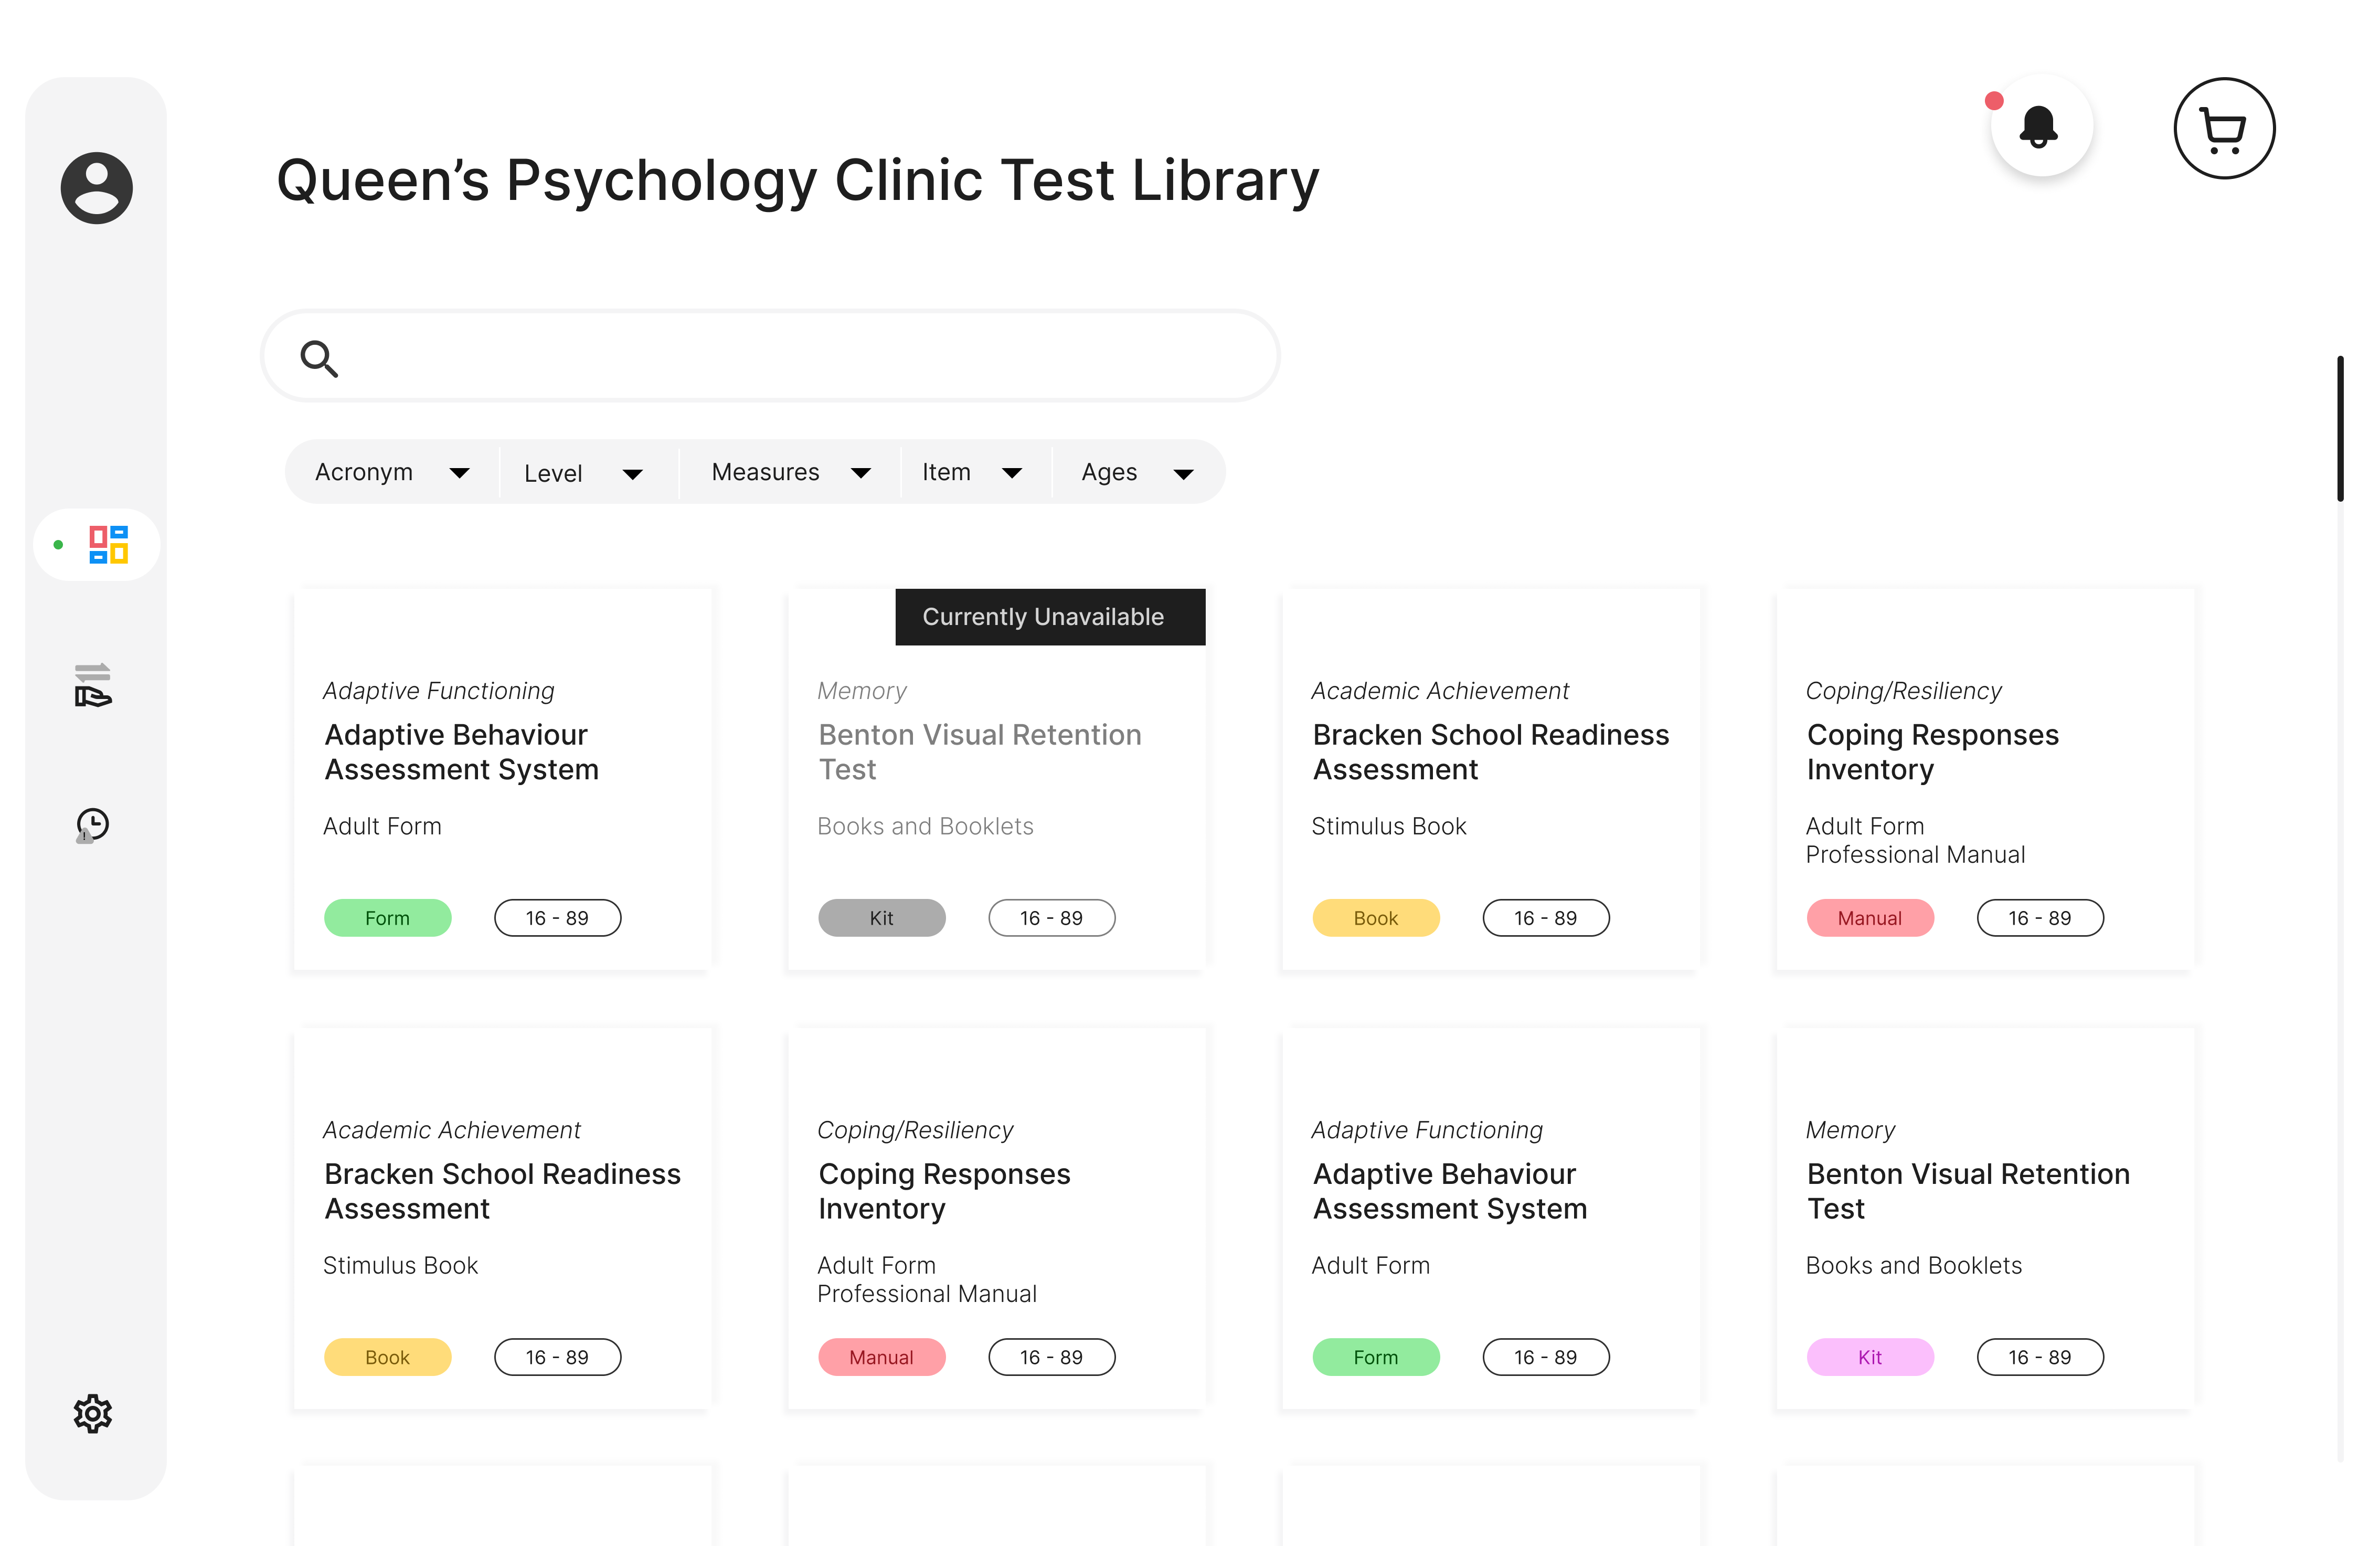 Queen’s Psychology Clinic Test Library
Acronym
Level
Measures
Item
Ages
Adaptive Functioning
Adaptive Behaviour
Assessment System
Adult Form
Form
16 - 89
Currently Unavailable
Memory
Benton Visual Retention
Test
Books and Booklets
Kit
16 - 89
Academic Achievement
Bracken School Readiness
Assessment
Stimulus Book
Book
16 - 89
Coping/Resiliency
Coping Responses
Inventory
Adult Form
Professional Manual
Manual
16 - 89
Academic Achievement
Bracken School Readiness
Assessment
Stimulus Book
Book
16 - 89
Coping/Resiliency
Coping Responses
Inventory
Adult Form
Professional Manual
Manual
16 - 89
Adaptive Functioning
Adaptive Behaviour
Assessment System
Adult Form
Form
16 - 89
Memory
Benton Visual Retention
Test
Books and Booklets
Kit
16 - 89